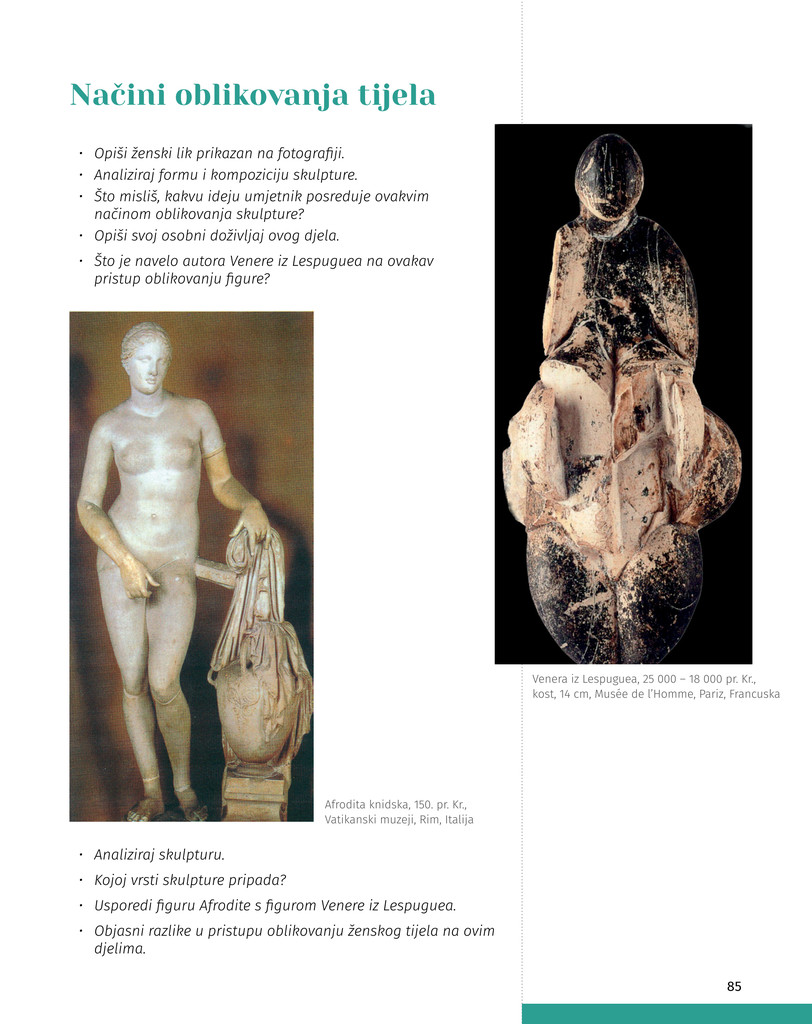 Načini oblikovanja tijela
• Opiši ženski lik prikazan na fotografiji.
• Analiziraj formu i kompoziciju skulpture.
• Što misliš, kakvu ideju umjetnik posreduje ovakvim
načinom oblikovanja skulpture?
• Opiši svoj osobni doživljaj ovog djela.
• Što je navelo autora Venere iz Lespuguea na ovakav
pristup oblikovanju figure?
Venera iz Lespuguea, 25 000 – 18 000 pr. Kr.,
kost, 14 cm, Musée de l’Homme, Pariz, Francuska
Afrodita knidska, 150. pr. Kr.,
Vatikanski muzeji, Rim, Italija
• Analiziraj skulpturu.
• Kojoj vrsti skulpture pripada?
• Usporedi figuru Afrodite s figurom Venere iz Lespuguea.
• Objasni razlike u pristupu oblikovanju ženskog tijela na ovim
djelima.
85